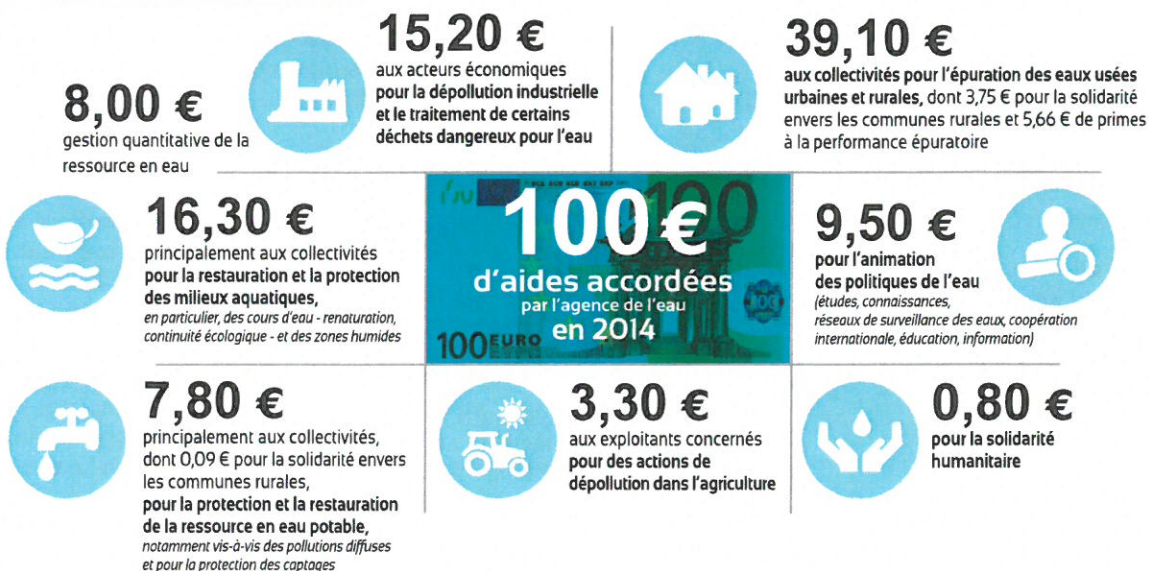 8,00 €
gestion quantitative de la
ressource en eau
15,20 €
aux acteurs économiques
pour la dépollution industrielle
et le traitement de certains
déchets dangereux pour l'eau
39,10 €
aux collectivités pour l'épuration des eaux usées
urbaines et rurales, dont 3,75 € pour la solidarité
envers les communes rurales et 5,66 € de primes
à la performance épuratoire
16,30 €
principalement aux collectivités
pour la restauration et la protection
des milieux aquatiques,
en particulier, des cours d'eau - renaturation,
continuité écologique - et des zones humides
100
100 €
d'aides accordées
par l'agence de l'eau
en 2014
100 EURO
9,50 €
pour l'animation
des politiques de l'eau
(études, connaissances,
réseaux de surveillance des eaux, coopération
internationale, éducation, information)
7,80 €
principalement aux collectivités,
dont 0,09 € pour la solidarité envers
les communes rurales,
pour la protection et la restauration
de la ressource en eau potable,
notamment vis-à-vis des pollutions diffuses
et pour la protection des captages
3,30 €
aux exploitants concernés
pour des actions de
dépollution dans l'agriculture
0,80 €
pour la solidarité
humanitaire